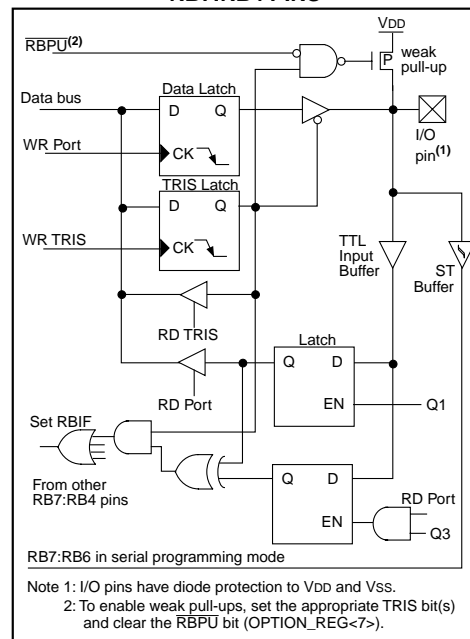 RBPU(2)
VDD
P
weak
pull-up
Data bus
Data Latch
D
Q
WR Port
CK
I/O
pin(1)
TRIS Latch
D
Q
WR TRIS
CK
TTL
Input
Buffer
ST
Buffer
RD TRIS
Latch
Q
D
RD Port
EN
Q1
Set RBIF
From other
RB7:RB4 pins
Q
D
RD Port
EN
Q3
RB7:RB6 in serial programming mode
Note 1: I/O pins have diode protection to VDD and VSS.
2: To enable weak pull-ups, set the appropriate TRIS bit(s)
and clear the RBPU bit (OPTION_REG<7>).